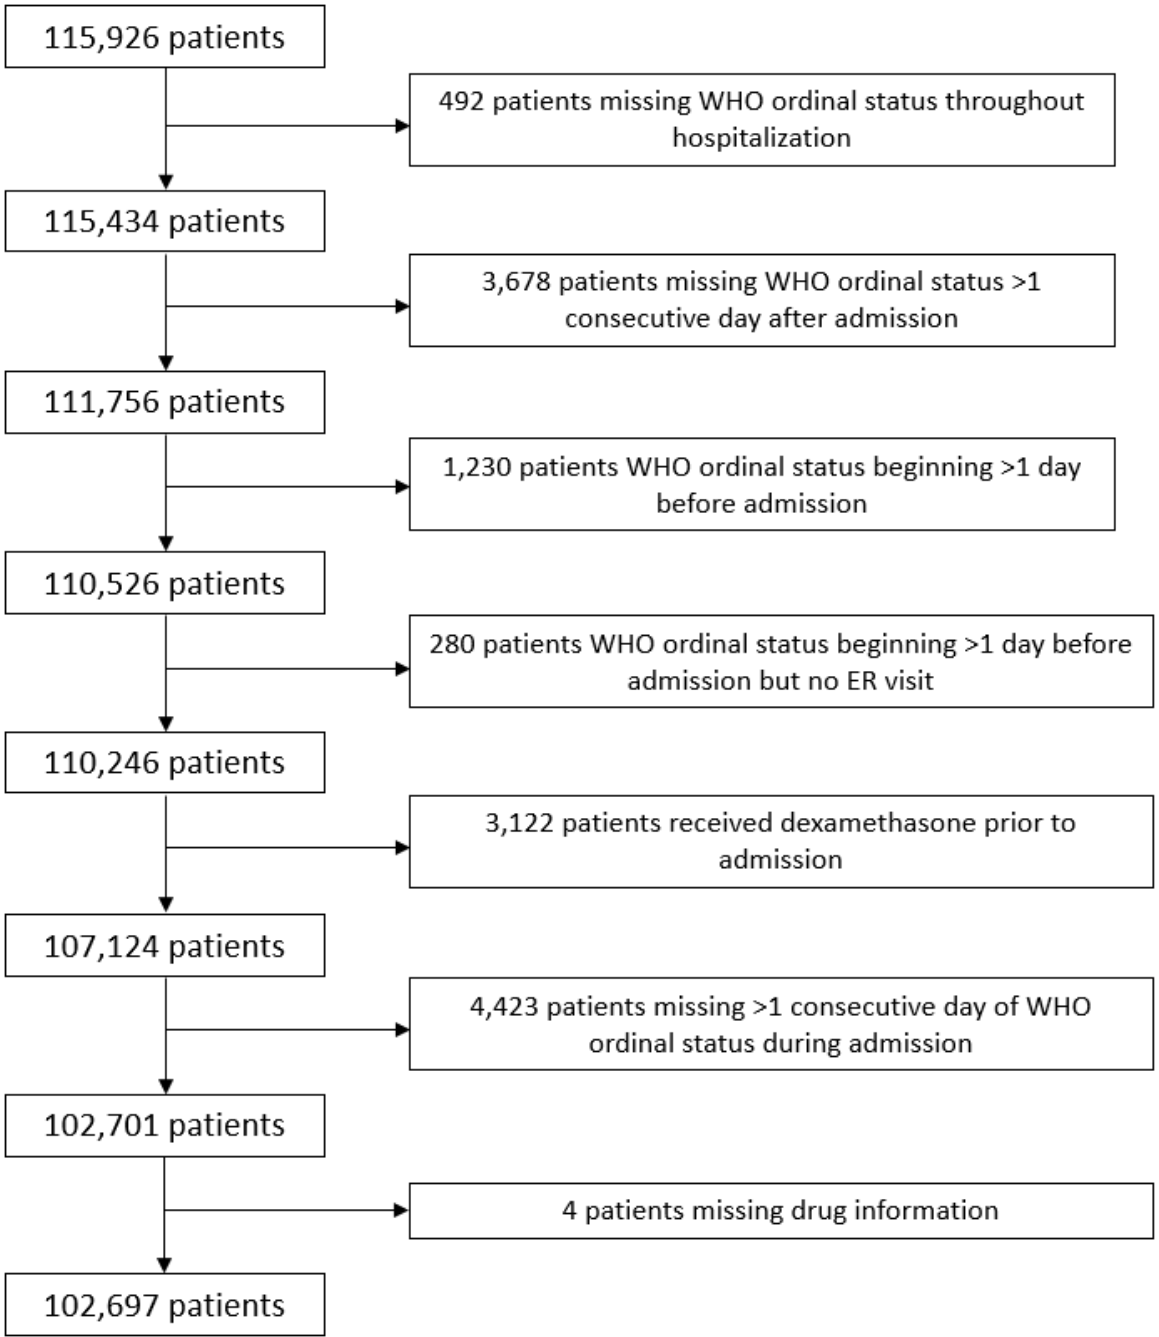 115,926 patients
492 patients missing WHO ordinal status throughout
hospitalization
115,434 patients
3,678 patients missing WHO ordinal status >1
consecutive day after admission
111,756 patients
1,230 patients WHO ordinal status beginning >1 day
before admission
110,526 patients
280 patients WHO ordinal status beginning >1 day before
admission but no ER visit
110,246 patients
3,122 patients received dexamethasone prior to
admission
107,124 patients
4,423 patients missing >1 consecutive day of WHO
ordinal status during admission
102,701 patients
4 patients missing drug information
102,697 patients